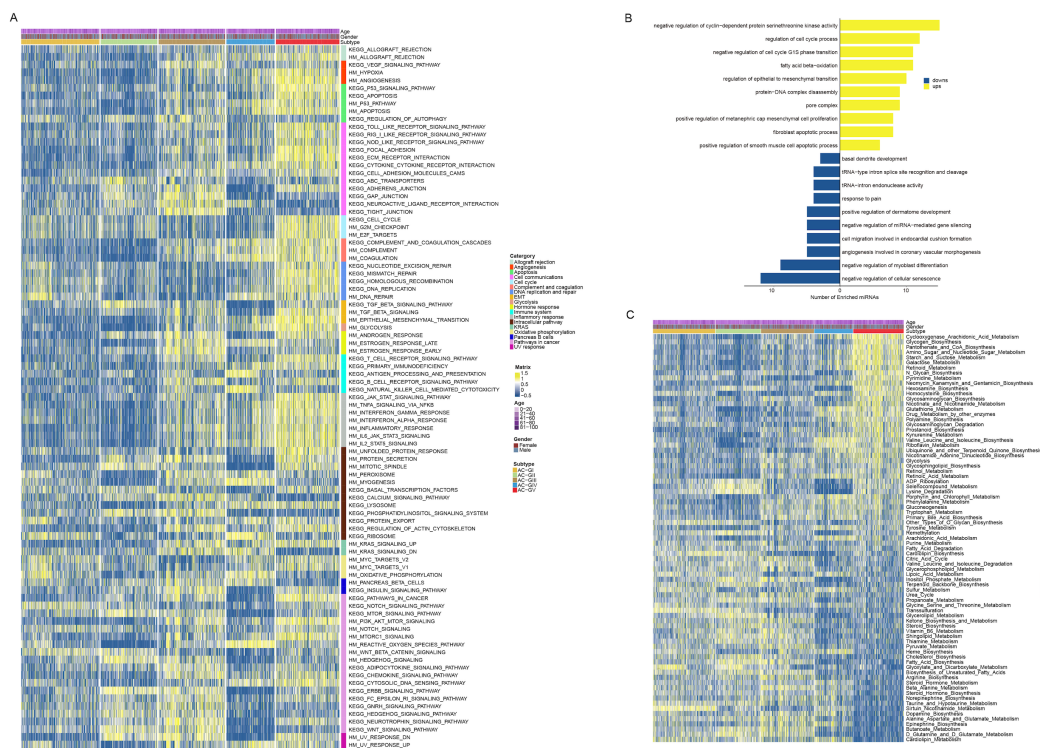 A
Age
Gender
Subtype
KEGG_ALLOGRAFT_REJECTION
HM_ALLOGRAFT_REJECTION
KEGG_VEGF_SIGNALING_PATHWAY
HM_HYPOXIA
HM_ANGIOGENESIS
KEGG_P53_SIGNALING_PATHWAY
KEGG_APOPTOSIS
HM_P53_PATHWAY
HM_APOPTOSIS
KEGG_REGULATION_OF_AUTOPHAGY
KEGG_TOLL_LIKE_RECEPTOR_SIGNALING_PATHWAY
KEGG_RIG_I_LIKE_RECEPTOR_SIGNALING_PATHWAY
KEGG_NOD_LIKE_RECEPTOR_SIGNALING_PATHWAY
KEGG_FOCAL_ADHESION
KEGG_ECM_RECEPTOR_INTERACTION
KEGG_CYTOKINE_CYTOKINE_RECEPTOR_INTERACTION
KEGG_CELL_ADHESION_MOLECULES_CAMS
KEGG_ABC_TRANSPORTERS
KEGG_ADHERENS_JUNCTION
KEGG_GAP_JUNCTION
KEGG_NEUROACTIVE_LIGAND_RECEPTOR_INTERACTION
KEGG_TIGHT_JUNCTION
KEGG_CELL_CYCLE
HM_G2M_CHECKPOINT
HM_E2F_TARGETS
KEGG_COMPLEMENT_AND_COAGULATION_CASCADES
HM_COMPLEMENT
HM_COAGULATION
KEGG_NUCLEOTIDE_EXCISION_REPAIR
KEGG_MISMATCH_REPAIR
KEGG_HOMOLOGOUS_RECOMBINATION
KEGG_DNA_REPLICATION
HM_DNA_REPAIR
KEGG_TGF_BETA_SIGNALING_PATHWAY
HM_TGF_BETA_SIGNALING
HM_EPITHELIAL_MESENCHYMAL_TRANSITION
HM_GLYCOLYSIS
HM_ANDROGEN_RESPONSE
HM_ESTROGEN_RESPONSE_LATE
HM_ESTROGEN_RESPONSE_EARLY
KEGG_T_CELL_RECEPTOR_SIGNALING_PATHWAY
KEGG_PRIMARY_IMMUNODEFICIENCY
KEGG_ANTIGEN_PROCESSING_AND_PRESENTATION
KEGG_B_CELL_RECEPTOR_SIGNALING_PATHWAY
KEGG_NATURAL_KILLER_CELL_MEDIATED_CYTOTOXICITY
KEGG_JAK_STAT_SIGNALING_PATHWAY
HM_TNFA_SIGNALING_VIA_NFKB
HM_INTERFERON_GAMMA_RESPONSE
HM_INTERFERON_ALPHA_RESPONSE
HM_INFLAMMATORY_RESPONSE
HM_IL6_JAK_STAT3_SIGNALING
HM_IL2_STAT5_SIGNALING
HM_UNFOLDED_PROTEIN_RESPONSE
HM_PROTEIN_SECRETION
HM_MITOTIC_SPINDLE
HM_PEROXISOME
HM_MYOGENESIS
KEGG_BASAL_TRANSCRIPTION_FACTORS
KEGG_CALCIUM_SIGNALING_PATHWAY
KEGG_LYSOSOME
KEGG_PHOSPHATIDYLINOSITOL_SIGNALING_SYSTEM
KEGG_PROTEIN_EXPORT
KEGG_REGULATION_OF_ACTIN_CYTOSKELETON
KEGG_RIBOSOME
HM_KRAS_SIGNALING_UP
HM_KRAS_SIGNALING_DN
HM_MYC_TARGETS_V2
HM_MYC_TARGETS_V1
HM_OXIDATIVE_PHOSPHORYLATION
HM_PANCREAS_BETA_CELLS
KEGG_INSULIN_SIGNALING_PATHWAY
KEGG_PATHWAYS_IN_CANCER
KEGG_NOTCH_SIGNALING_PATHWAY
KEGG_MTOR_SIGNALING_PATHWAY
HM_PI3K_AKT_MTOR_SIGNALING
HM_NOTCH_SIGNALING
HM_MTORC1_SIGNALING
HM_REACTIVE_OXYGEN_SPECIES_PATHWAY
HM_WNT_BETA_CATENIN_SIGNALING
HM_HEDGEHOG_SIGNALING
KEGG_ADIPOCYTOKINE_SIGNALING_PATHWAY
KEGG_CHEMOKINE_SIGNALING_PATHWAY
KEGG_CYTOSOLIC_DNA_SENSING_PATHWAY
KEGG_ERBB_SIGNALING_PATHWAY
KEGG_FC_EPSILON_RI_SIGNALING_PATHWAY
KEGG_GNRH_SIGNALING_PATHWAY
KEGG_HEDGEHOG_SIGNALING_PATHWAY
KEGG_NEUROTROPHIN_SIGNALING_PATHWAY
KEGG_WNT_SIGNALING_PATHWAY
HM_UV_RESPONSE_DN
HM_UV_RESPONSE_UP
Catergory
Allograft rejection
Angiogenesis
Apoptosis
Cell communications
Cell cycle
Complement and coagulation
DNA replication and repair
EMT
Glycolysis
Hormone response
Immune system
Inflammory response
Intracellular pathway
KRAS
Oxidative phosphorylation
Pancreas B cells
Pathways in cancer
UV response
Matrix
1.5
1
0.5
0
−0.5
Age
0−20
21−40
41−60
61−80
81−100
Gender
Female
Male
Subtype
AC-GI
AC-GII
AC-GIII
AC-GIV
AC-GV
B
negative regulation of cyclin−dependent protein serine/threonine kinase activity
regulation of cell cycle process
negative regulation of cell cycle G1S phase transition
fatty acid beta−oxidation
regulation of epithelial to mesenchymal transition
protein−DNA complex disassembly
pore complex
positive regulation of metanephric cap mesenchymal cell proliferation
fibroblast apoptotic process
positive regulation of smooth muscle cell apoptotic process
basal dendrite development
tRNA−type intron splice site recognition and cleavage
tRNA−intron endonuclease activity
response to pain
positive regulation of dermatome development
negative regulation of miRNA−mediated gene silencing
cell migration involved in endocardial cushion formation
angiogenesis involved in coronary vascular morphogenesis
negative regulation of myoblast differentiation
negative regulation of cellular senescence
downs
ups
10
0
10
Number of Enriched miRNAs
C
Age
Gender
Subtype
Cyclooxygenase_Arachidonic_Acid_Metabolism
Glycogen_Biosynthesis
Pantothenate_and_CoA_Biosynthesis
Amino_Sugar_and_Nucleotide_Sugar_Metabolism
Starch_and_Sucrose_Metabolism
Galactose_Metabolism
Retinoid_Metabolism
N_Glycan_Biosynthesis
Pyrimidine_Metabolism
Neomycin_Kanamycin_and_Gentamicin_Biosynthesis
Hexosamine_Biosynthesis
Homocysteine_Biosynthesis
Glycosaminoglycan_Biosynthesis
Nicotinate_and_Nicotinamide_Metabolism
Glutathione_Metabolism
Drug_Metabolism_by_other_enzymes
Polyamine_Biosynthesis
Glycosaminoglycan_Degradation
Prostanoid_Biosynthesis
Kynurenine_Metabolism
Valine_Leucine_and_Isoleucine_Biosynthesis
Riboflavin_Metabolism
Ubiquinone_and_other_Terpenoid_Quinone_Biosynthesis
Nicotinamide_Adenine_Dinucleotide_Biosynthesis
Glycolysis
Glycosphingolipid_Biosynthesis
Retinol_Metabolism
Retinoic_Acid_Metabolism
ADP_Ribosylation
Selenocompound_Metabolism
Lysine_Degradation
Porphyrin_and_Chlorophyll_Metabolism
Phenylalanine_Metabolism
Gluconeogenesis
Tryptophan_Metabolism
Primary_Bile_Acid_Biosynthesis
Other_Types_of_O_Glycan_Biosynthesis
Tyrosine_Metabolism
Remethylation
Arachidonic_Acid_Metabolism
Purine_Metabolism
Fatty_Acid_Degradation
Cardiolipin_Biosynthesis
Citric_Acid_Cycle
Valine_Leucine_and_Isoleucine_Degradation
Glycerophospholipid_Metabolism
Lipoic_Acid_Metabolism
Inositol_Phosphate_Metabolism
Terpenoid_Backbone_Biosynthesis
Sulfur_Metabolism
Urea_Cycle
Propanoate_Metabolism
Glycine_Serine_and_Threonine_Metabolism
Transsulfuration
Glycerolipid_Metabolism
Ketone_Biosynthesis_and_Metabolism
Steroid_Biosynthesis
Vitamin_B6_Metabolism
Shingolipid_Metabolism
Thiamine_Metabolism
Pyruvate_Metabolism
Heme_Biosynthesis
Cholesterol_Biosynthesis
Fatty_Acid_Biosynthesis
Glyoxylate_and_Dicarboxylate_Metabolism
Biosynthesis_of_Unsaturated_Fatty_Acids
Arginine_Biosynthesis
Steroid_Hormone_Metabolism
Beta_Alanine_Metabolism
Steroid_Hormone_Biosynthesis
Norepinephrine_Biosynthesis
Taurine_and_Hypotaurine_Metabolism
Sirtuin_Nicotinamide_Metabolism
Dopamine_Biosynthesis
Alanine_Aspartate_and_Glutamate_Metabolism
Epinephrine_Biosynthesis
Butanoate_Metabolism
D_Glutamine_and_D_Glutamate_Metabolism
Cardiolipin_Metabolism